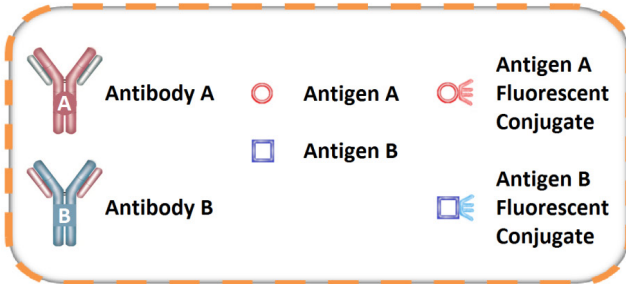 A
Antibody A
Antigen A
Antigen A
Fluorescent
Conjugate
Antigen B
B
Antibody B
Antigen B
Fluorescent
Conjugate